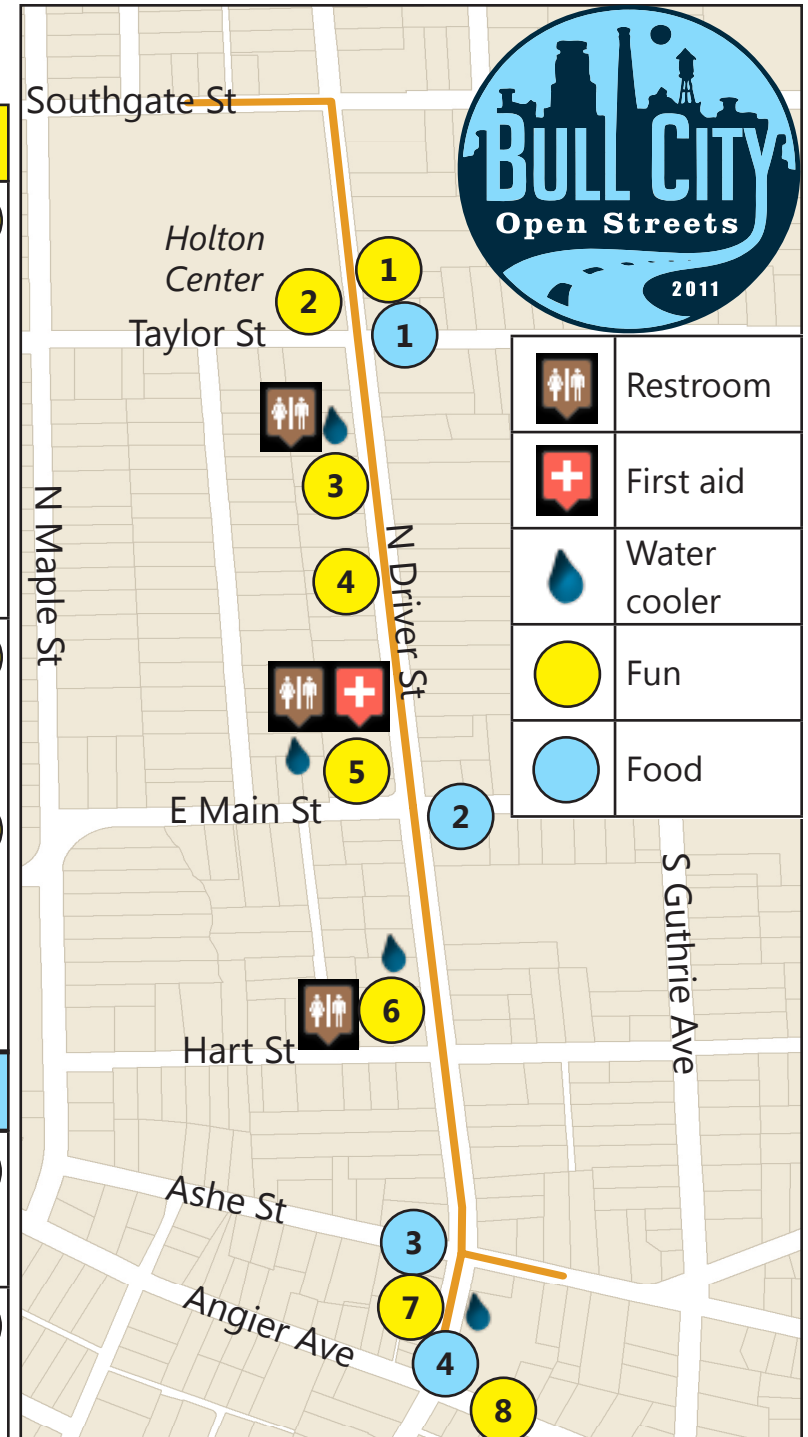 Southgate St
BULL CITY
Open Streets
2011
Holton
Center
1
2
1
Taylor St
Restroom
First aid
Water
cooler
Fun
Food
3
N Maple St
N Driver St
4
5
E Main St
2
S Guthrie Ave
6
Hart St
Ashe St
3
7
Angier Ave
4
8